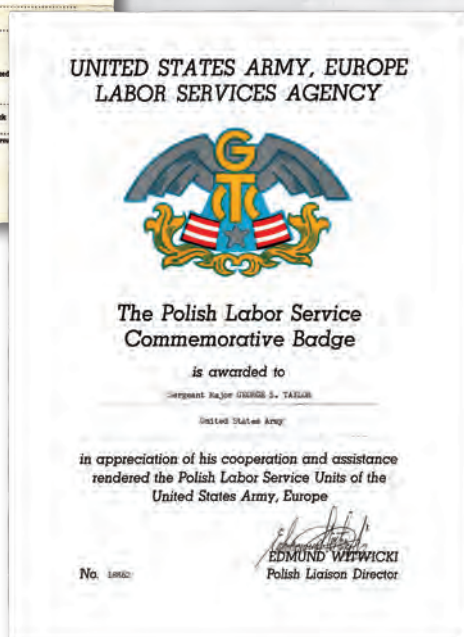 UNITED STATES ARMY, EUROPE
LABOR SERVICES AGENCY
The Polish Labor Service
Commemorative Badge
is awarded to
Sergeant Major GEORGE S. TAYLOR
United States Army
in appreciation of his cooperation and assistance
rendered the Polish Labor Service Units of the
United States Army, Europe
EDMUND WITWICKI
No. Polish Liaison Director